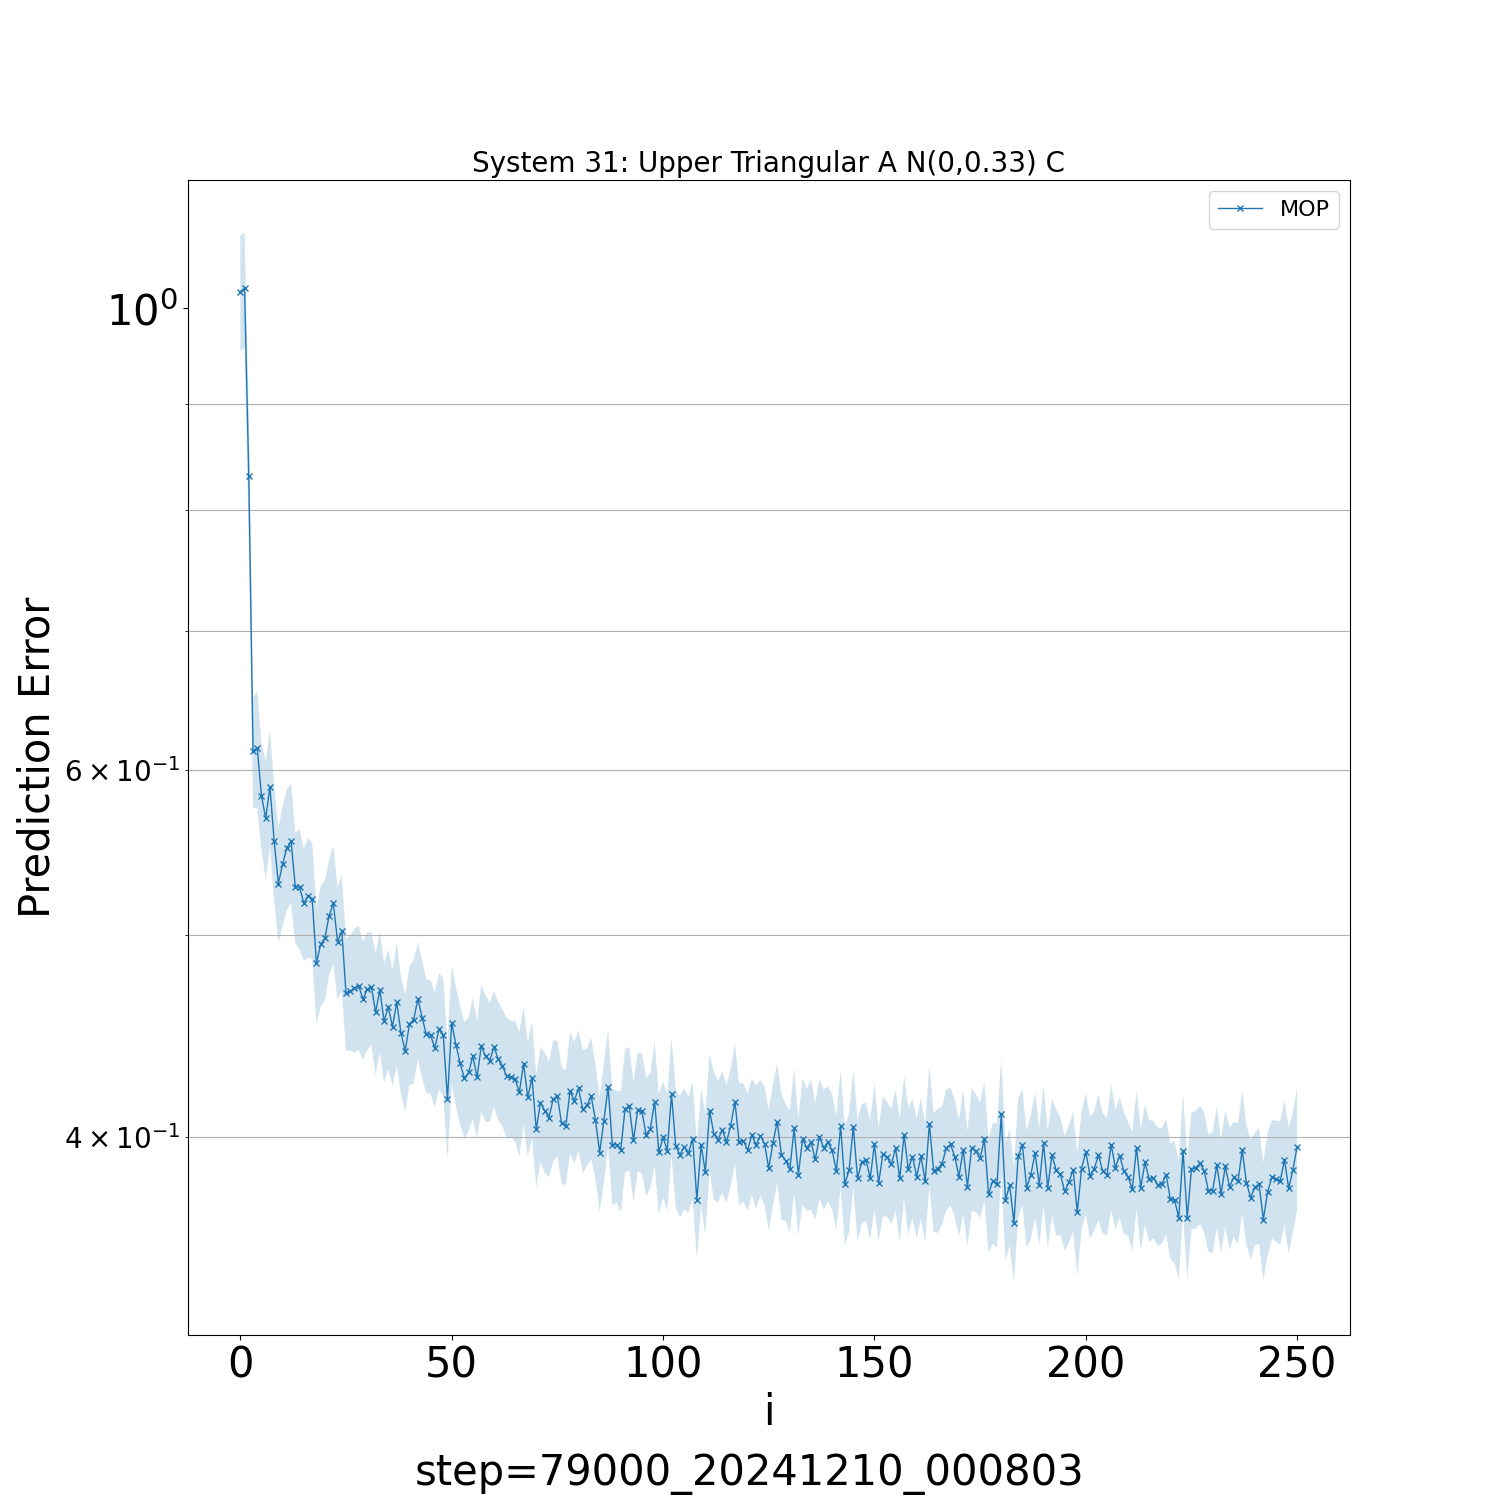 System 31: Upper Triangular A N(0,0.33) C
MOP
10⁰
6 × 10⁻¹
4 × 10⁻¹
Prediction Error
0 50 100 150 200 250
i
step=79000_20241210_000803